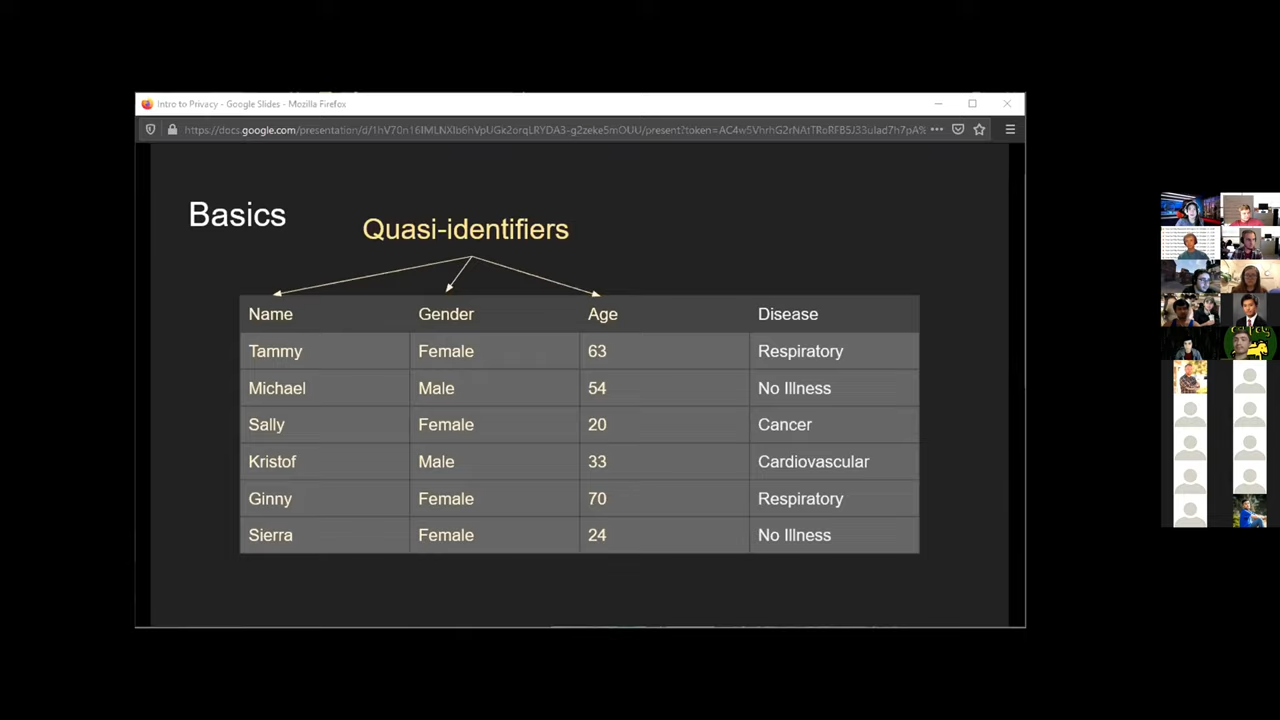 Intro to Privacy - Google Slides - Mozilla Firefox
Basics
Quasi-identifiers
Name Gender Age Disease
Tammy Female 63 Respiratory
Michael Male 54 No Illness
Sally Female 20 Cancer
Kristof Male 33 Cardiovascular
Ginny Female 70 Respiratory
Sierra Female 24 No Illness